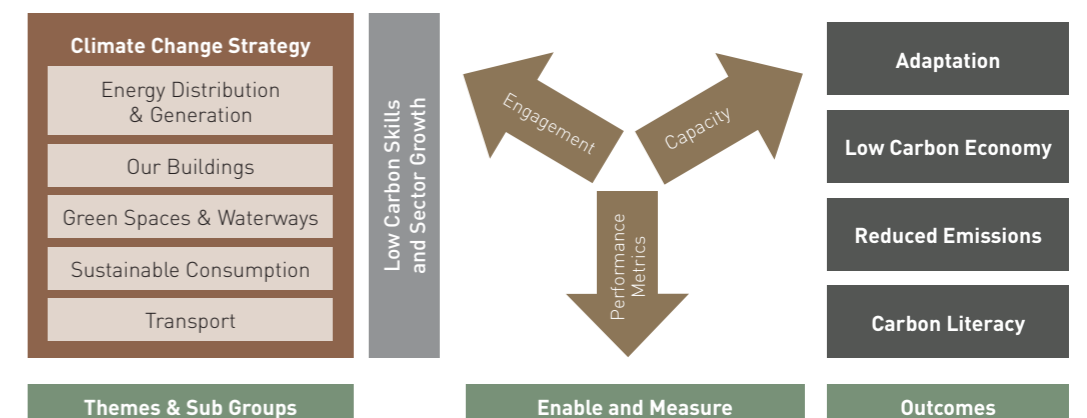 Climate Change Strategy
Energy Distribution
& Generation
Our Buildings
Green Spaces & Waterways
Sustainable Consumption
Transport
Low Carbon Skills
and Sector Growth
Engagement
Capacity
Performance
Metrics
Adaptation
Low Carbon Economy
Reduced Emissions
Carbon Literacy
Themes & Sub Groups
Enable and Measure
Outcomes